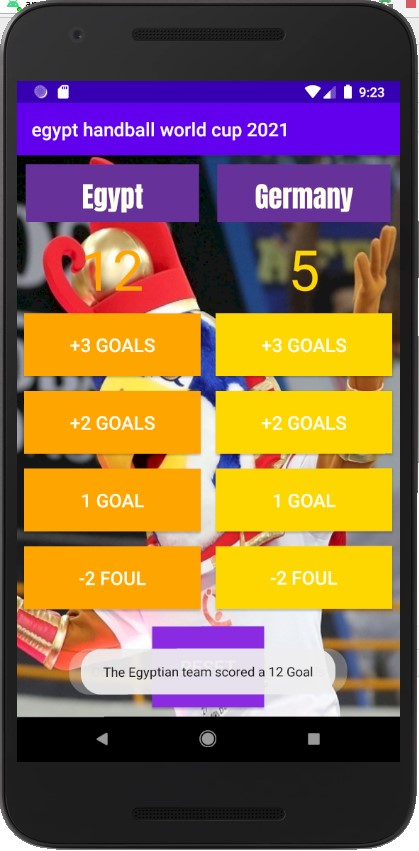 9:23
egypt handball world cup 2021
Egypt
Germany
12
5
+3 GOALS
+3 GOALS
+2 GOALS
+2 GOALS
1 GOAL
1 GOAL
-2 FOUL
-2 FOUL
RESET
The Egyptian team scored a 12 Goal